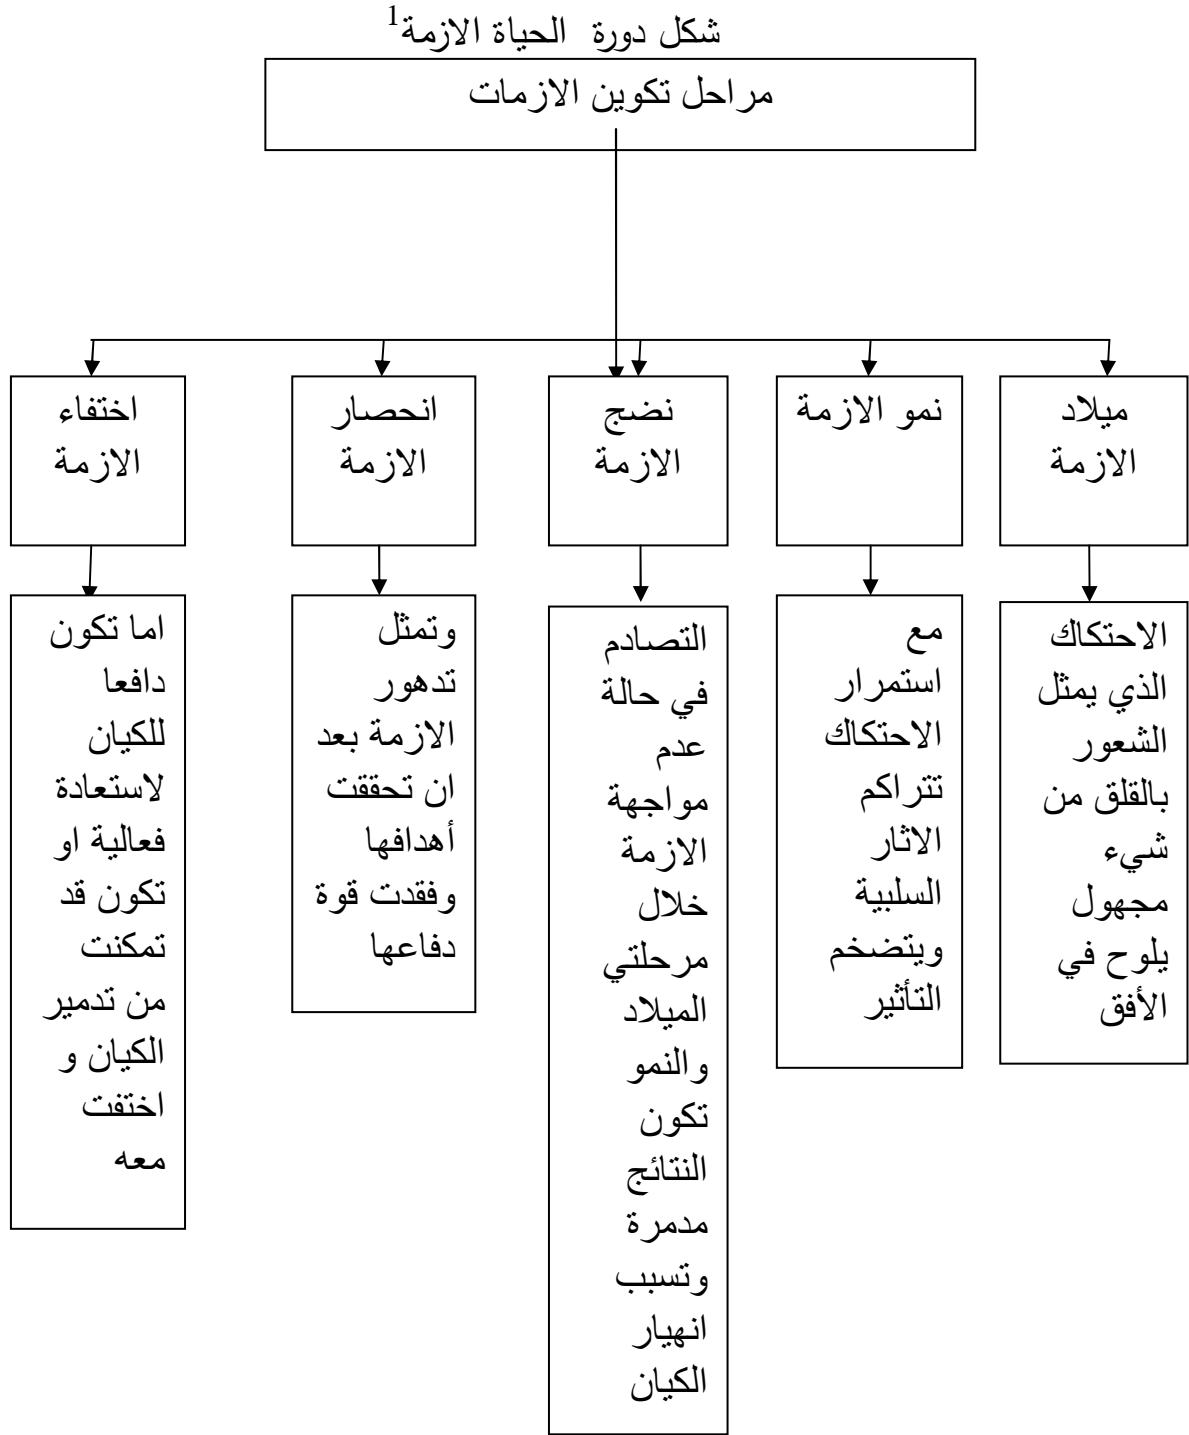 شكل دورة الحياة الازمة1
مراحل تكوين الازمات
ميلاد
الازمة
نمو الازمة
نضج
الازمة
انحصار
الازمة
اختفاء
الازمة
الاحتكاك
الذي يمثل
الشعور
بالقلق من
شيء
مجهول
يلوح في
الأفق
مع
استمرار
الاحتكاك
تتراكم
الاثار
السلبية
ويتضخم
التأثير
التصادم
في حالة
عدم
مواجهة
الازمة
خلال
مرحلتي
الميلاد
والنمو
تكون
النتائج
مدمرة
وتسبب
انهيار
الكيان
وتمثل
تدهور
الازمة بعد
ان تحققت
أهدافها
وفقدت قوة
دفاعها
اما تكون
دافعا
للكيان
لاستعادة
فعالية او
تكون قد
تمكنت
من تدمير
الكيان و
اختفت
معه